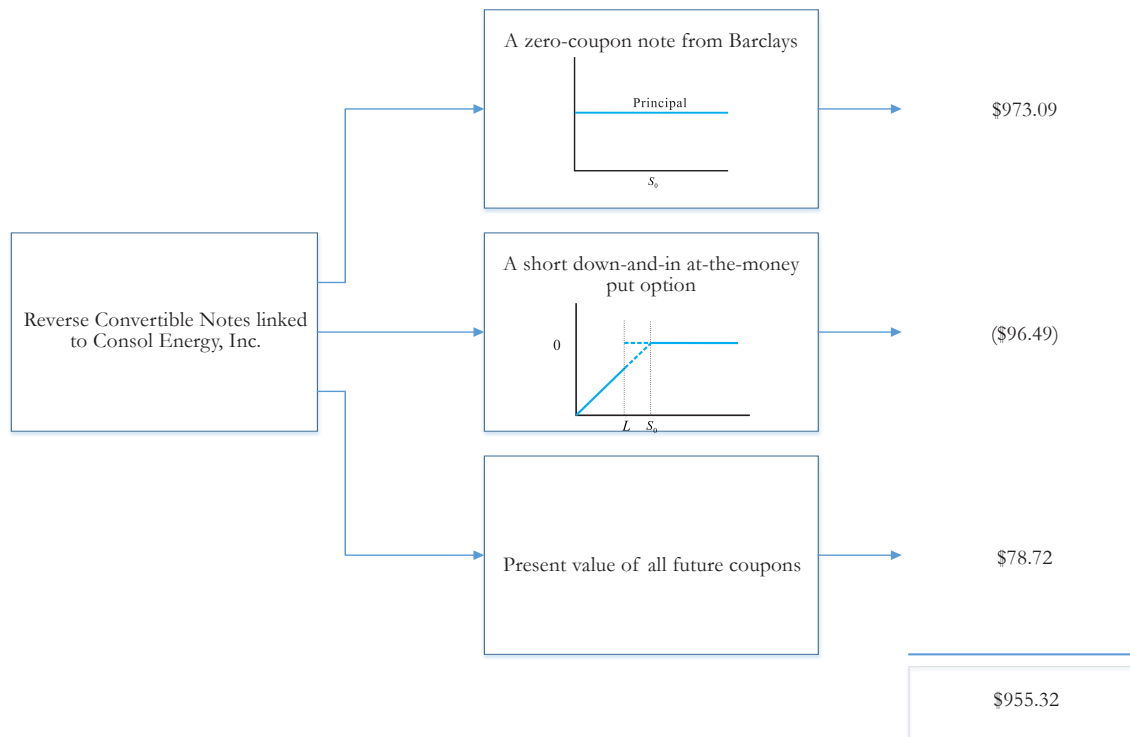 A zero-coupon note from Barclays
Principal
S₀
$973.09
Reverse Convertible Notes linked
to Consol Energy, Inc.
A short down-and-in at-the-money
put option
0
L S₀
($96.49)
Present value of all future coupons
$78.72
$955.32